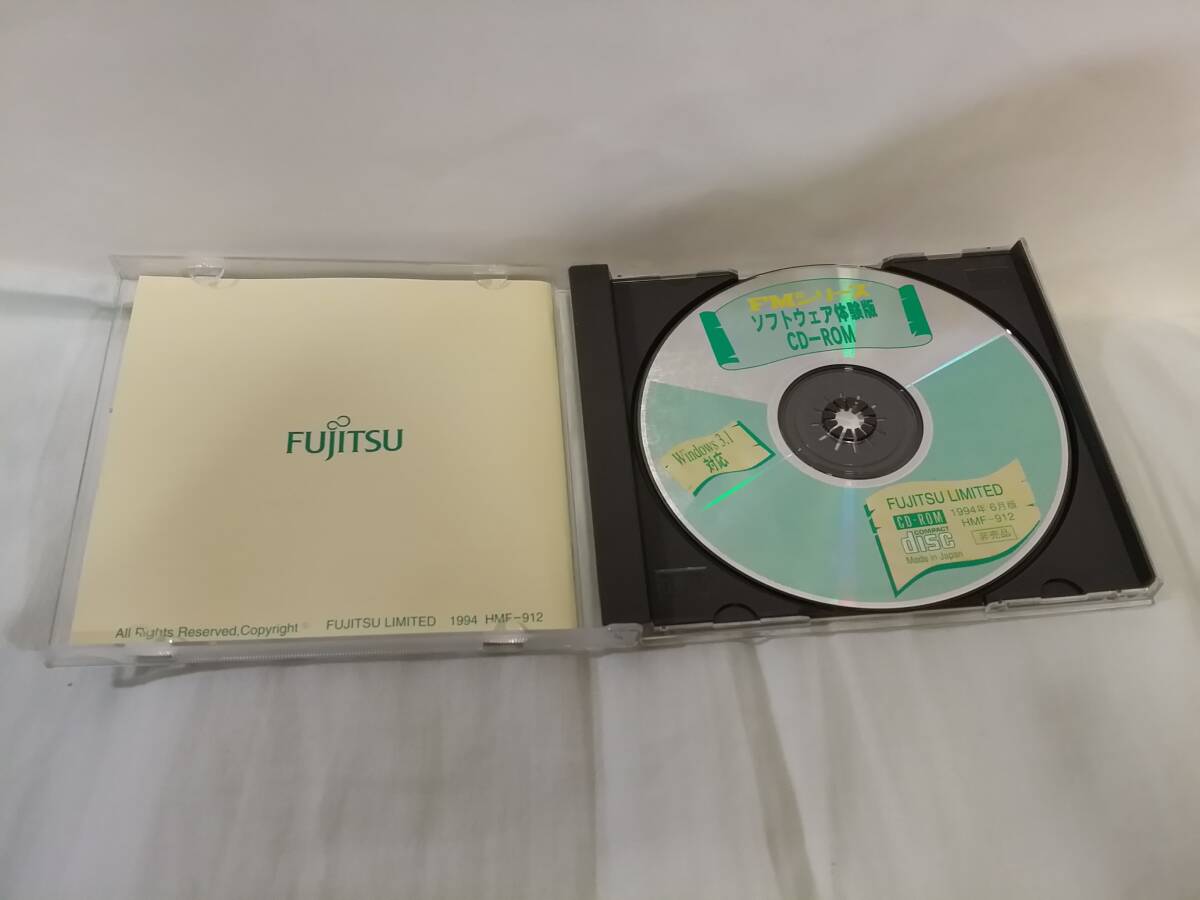 FUJITSU
All Rights Reserved,Copyright© FUJITSU LIMITED 1994 HMF-912
FMシリーズ
ソフトウェア体験版
CD-ROM
Windows 3.1
対応
FUJITSU LIMITED
CD-ROM 1994年 6月版
COMPACT disc HMF-912
Made in Japan 非売品